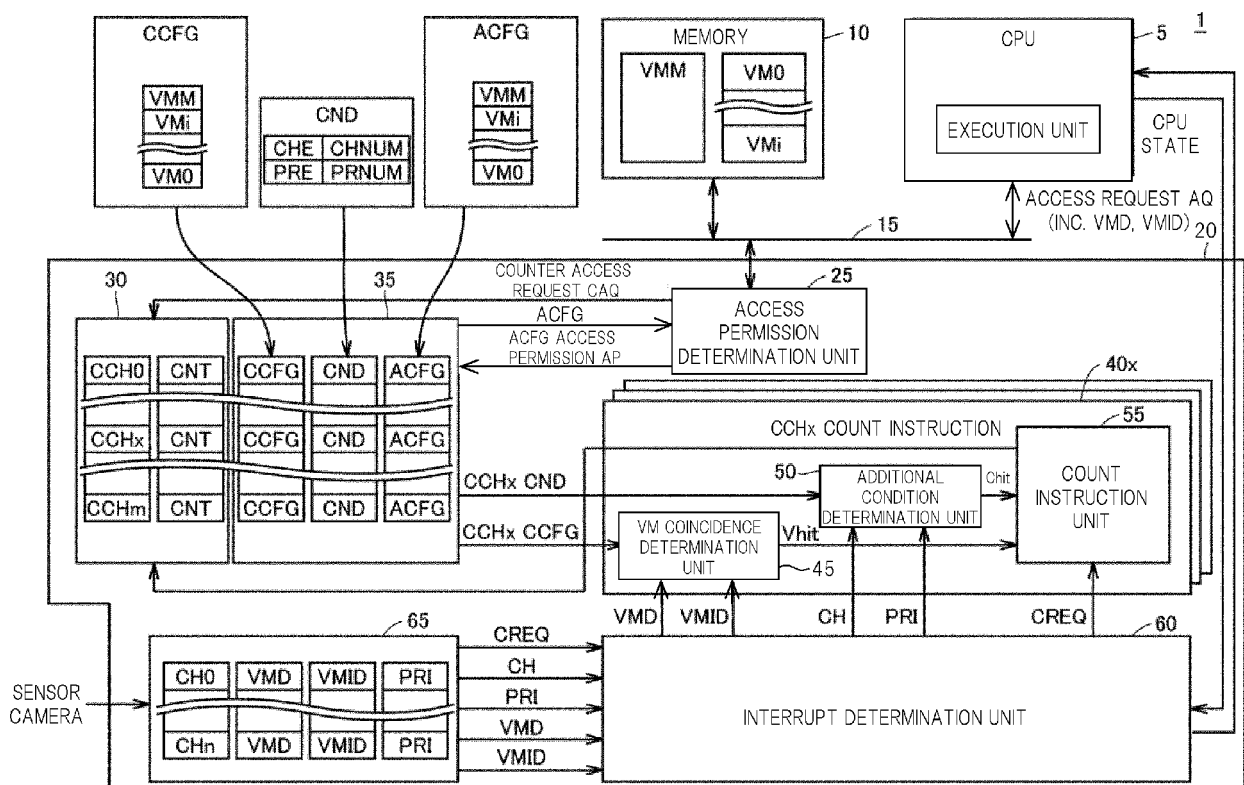 CCFG
VMM
VMi
VM0
CND
CHE CHNUM
PRE PRNUM
ACFG
VMM
VMi
VM0
MEMORY
10
VMM
VM0
VMi
CPU
5
1
EXECUTION UNIT
CPU
STATE
ACCESS REQUEST AQ
(INC. VMD, VMID)
15
20
30
35
COUNTER ACCESS
REQUEST CAQ
ACFG
ACFG ACCESS
PERMISSION AP
25
ACCESS
PERMISSION
DETERMINATION UNIT
CCH0 CNT CCFG CND ACFG
CCHx CNT CCFG CND ACFG
CCHm CNT CCFG CND ACFG
40x
CCHx COUNT INSTRUCTION
55
COUNT
INSTRUCTION
UNIT
CCHx CND
50
ADDITIONAL
CONDITION
DETERMINATION UNIT
Chit
CCHx CCFG
VM COINCIDENCE
DETERMINATION
UNIT
Vhit
45
VMD
VMID
CH
PRI
CREQ
60
INTERRUPT DETERMINATION UNIT
65
SENSOR
CAMERA
CH0 VMD VMID PRI
CHn VMD VMID PRI
CREQ
CH
PRI
VMD
VMID